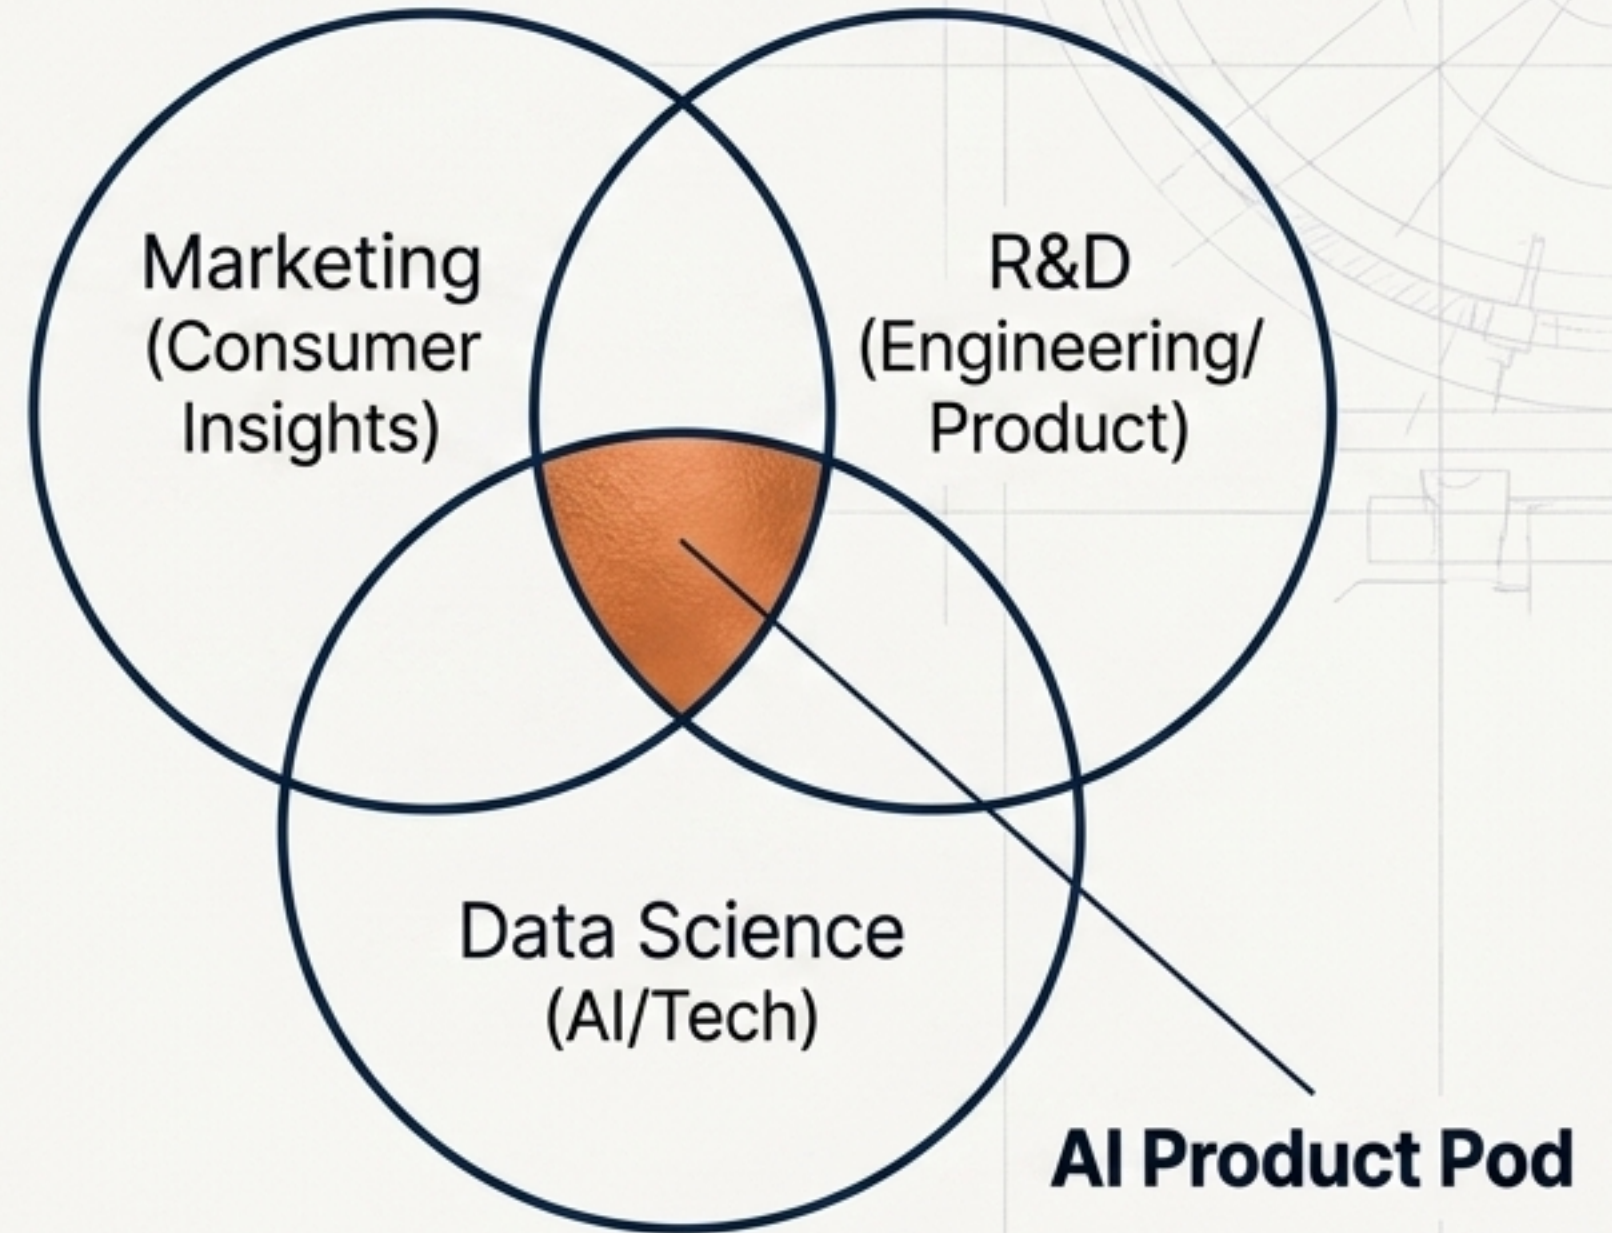 Marketing
(Consumer
Insights)
R&D
(Engineering/
Product)
Data Science
(AI/Tech)
AI Product Pod